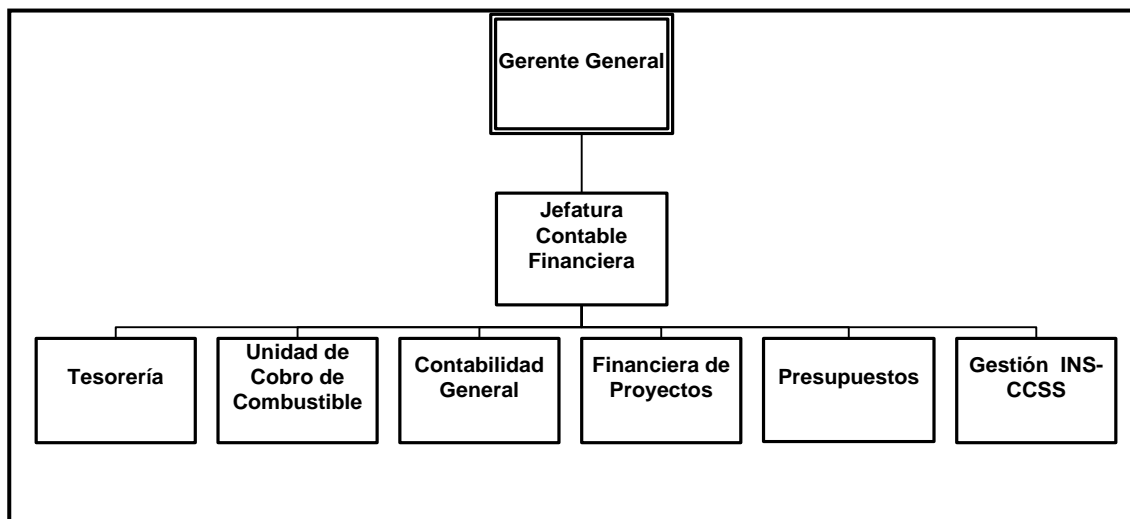 Gerente General
Jefatura
Contable
Financiera
Tesorería
Unidad de
Cobro de
Combustible
Contabilidad
General
Financiera de
Proyectos
Presupuestos
Gestión INS-
CCSS